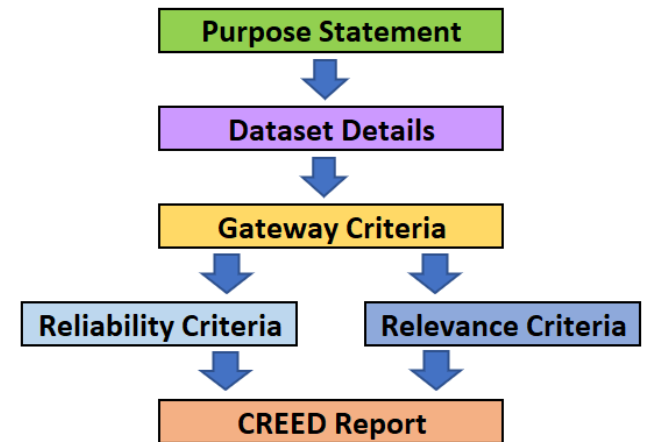 Purpose Statement
Dataset Details
Gateway Criteria
Reliability Criteria
Relevance Criteria
CREED Report